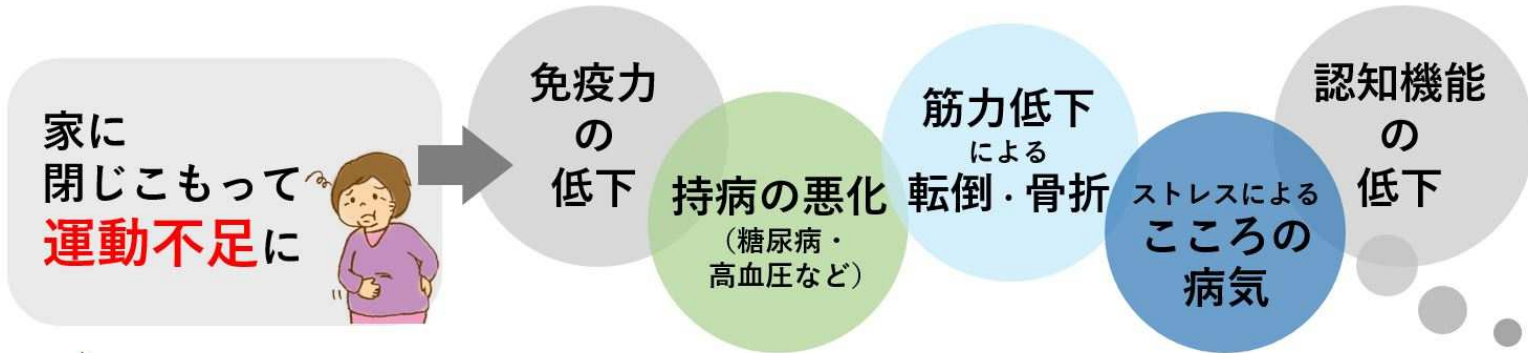 家に
閉じこもって
運動不足に
免疫力
の
低下
持病の悪化
（糖尿病・
高血圧など）
筋力低下
による
転倒・骨折
ストレスによる
こころの
病気
認知機能
の
低下